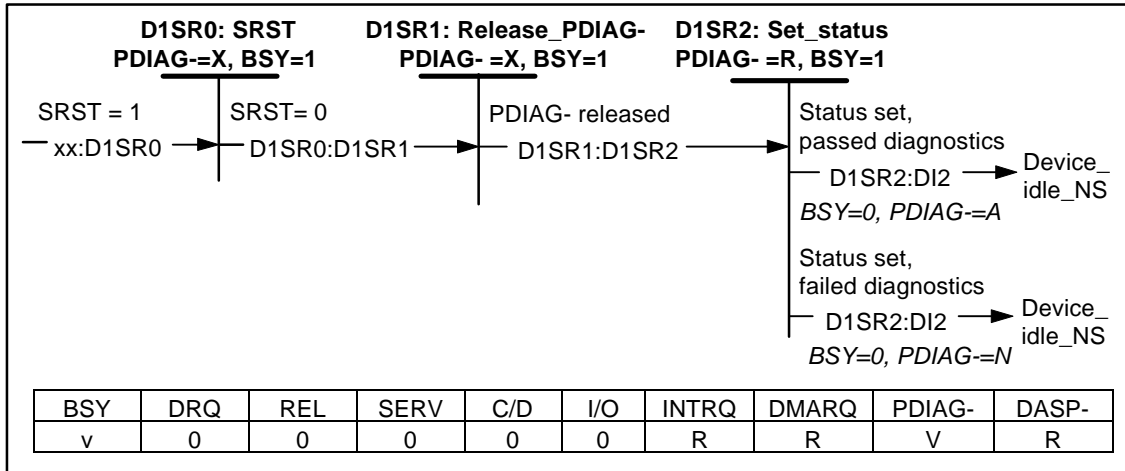 D1SR0: SRST
PDIAG-=X, BSY=1
D1SR1: Release_PDIAG-
PDIAG- =X, BSY=1
D1SR2: Set_status
PDIAG- =R, BSY=1
SRST = 1
xx:D1SR0
SRST= 0
D1SR0:D1SR1
PDIAG- released
D1SR1:D1SR2
Status set,
passed diagnostics
D1SR2:DI2
BSY=0, PDIAG-=A
Device_
idle_NS
Status set,
failed diagnostics
D1SR2:DI2
BSY=0, PDIAG-=N
Device_
idle_NS
BSY DRQ REL SERV C/D I/O INTRQ DMARQ PDIAG- DASP-
v 0 0 0 0 0 R R V R